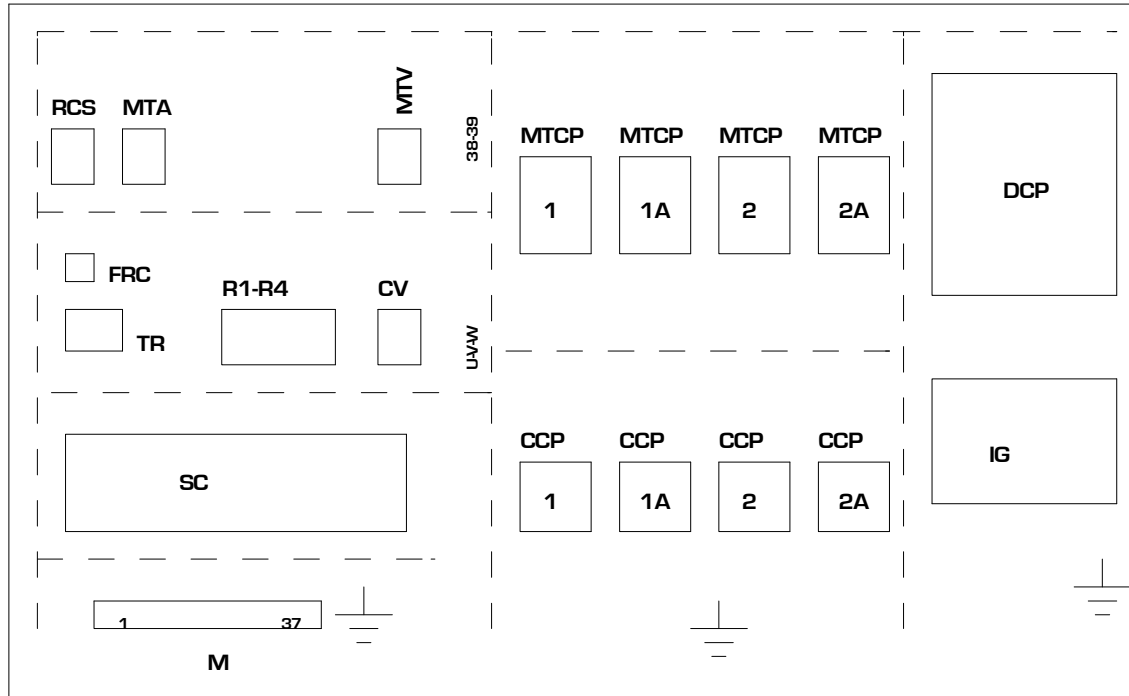 RCS MTA MTV 38-39
MTCP MTCP MTCP MTCP
1 1A 2 2A
DCP
FRC
R1-R4 CV
TR U-V-W
CCP CCP CCP CCP
SC 1 1A 2 2A IG
1 37
M